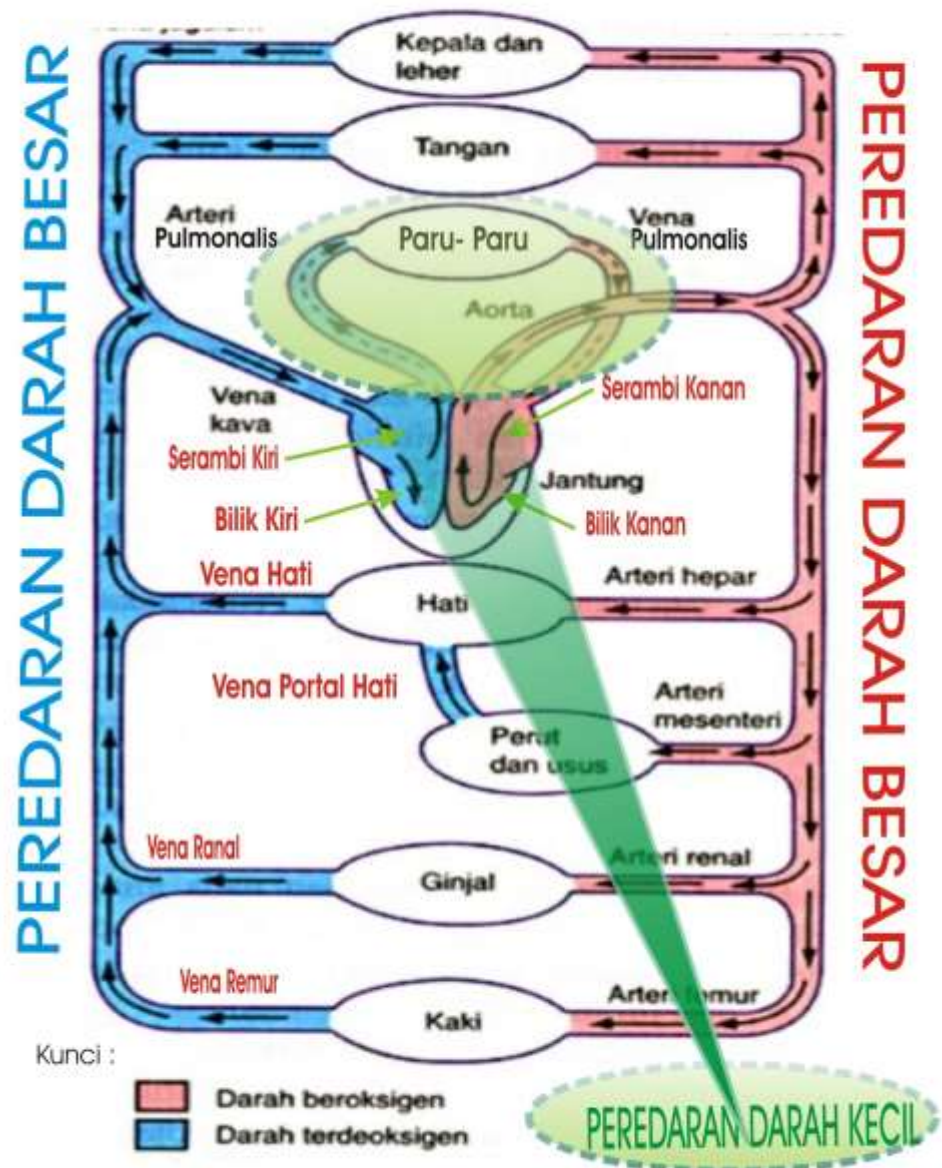 PEREDARAN DARAH BESAR
PEREDARAN DARAH BESAR
Kepala dan
leher
Tangan
Arteri
Pulmonalis
Paru- Paru
Vena
Pulmonalis
Aorta
Vena
kava
Serambi Kanan
Serambi Kiri
Jantung
Bilik Kiri
Bilik Kanan
Vena Hati
Hati
Arteri hepar
Vena Portal Hati
Arteri
mesenteri
Perut
dan usus
Vena Ranal
Ginjal
Arteri renal
Vena Remur
Kaki
Arteri femur
Kunci :
Darah beroksigen
Darah terdeoksigen
PEREDARAN DARAH KECIL